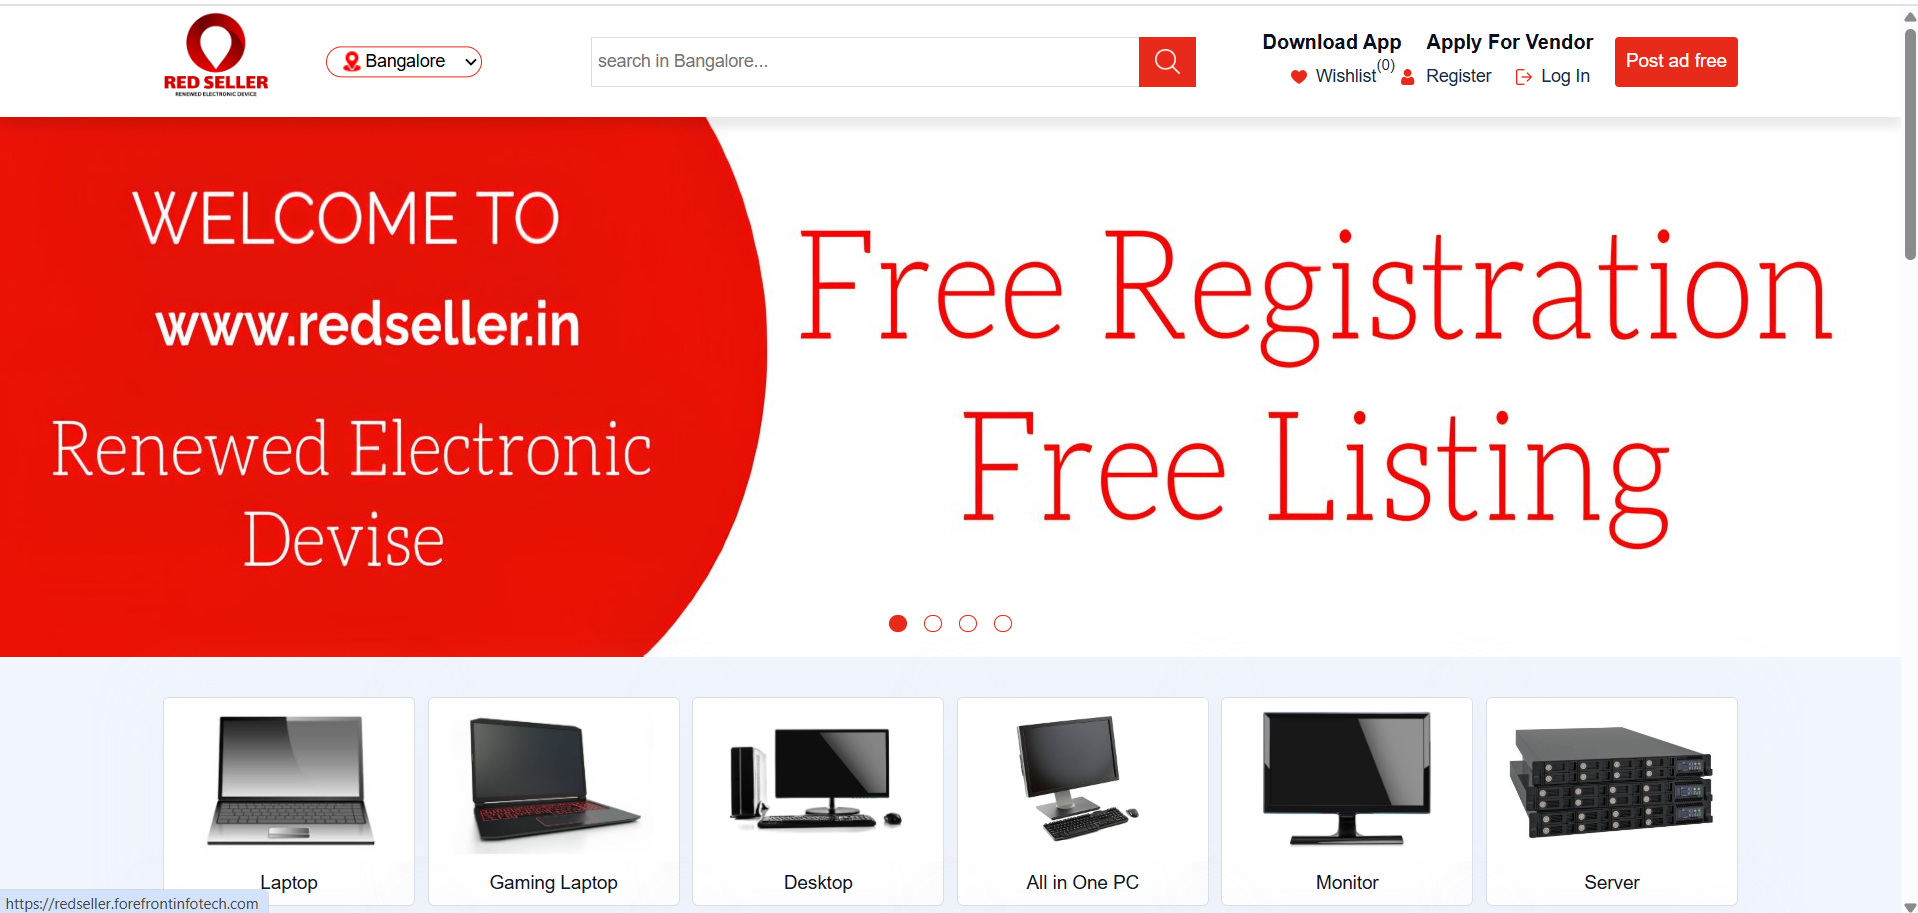 RED SELLER
RENEWED ELECTRONIC DEVICE
Bangalore
search in Bangalore...
Download App
Apply For Vendor
Wishlist(0)
Register
Log In
Post ad free
WELCOME TO
www.redseller.in
Renewed Electronic
Devise
Free Registration
Free Listing
Laptop
Gaming Laptop
Desktop
All in One PC
Monitor
Server
https://redseller.forefrontinfotech.com